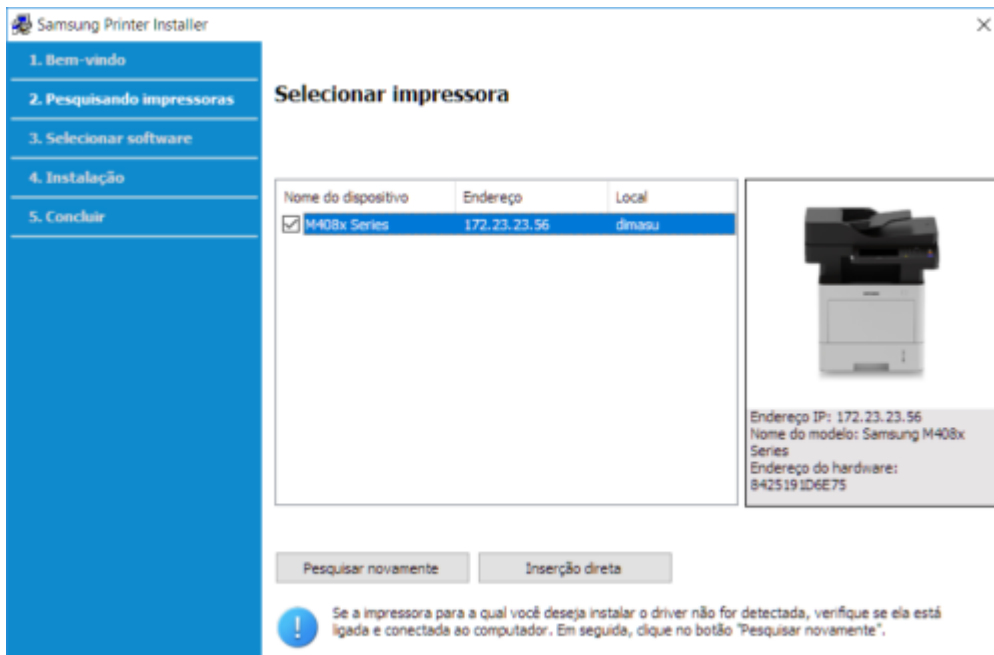 Samsung Printer Installer
1. Bem-vindo
2. Pesquisando impressoras
3. Selecionar software
4. Instalação
5. Concluir
Selecionar impressora
Nome do dispositivo Endereço Local
M408x Series 172.23.23.56 dimasu
Endereço IP: 172.23.23.56
Nome do modelo: Samsung M408x
Series
Endereço do hardware:
8425191D6E75
Pesquisar novamente Inserção direta
Se a impressora para a qual você deseja instalar o driver não for detectada, verifique se ela está
ligada e conectada ao computador. Em seguida, clique no botão "Pesquisar novamente".